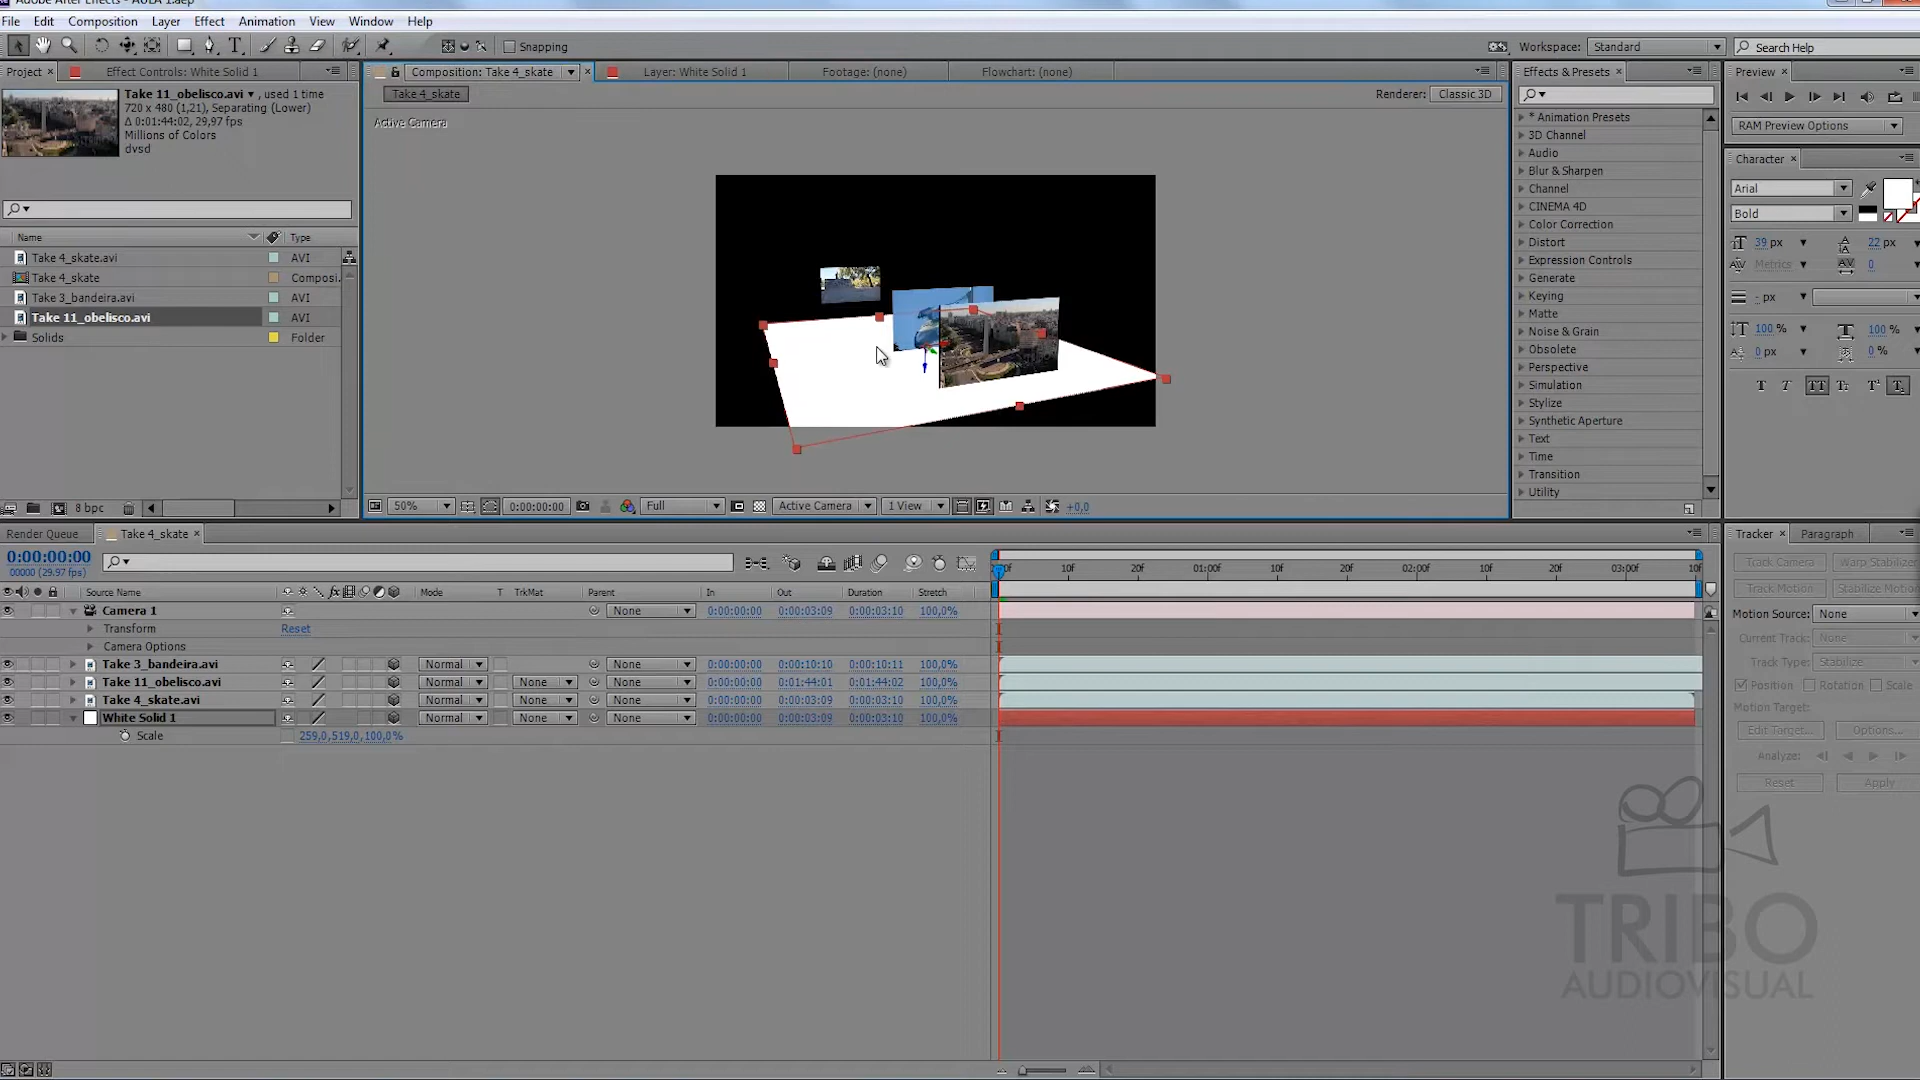 Adobe After Effects - AULA 1.aep
File Edit Composition Layer Effect Animation View Window Help
Snapping
Workspace: Standard
Search Help
Project × Effect Controls: White Solid 1
Composition: Take 4_skate Layer: White Solid 1 Footage: (none) Flowchart: (none)
Effects & Presets ×
Preview ×
Take 11_obelisco.avi, used 1 time
720 x 480 (1,21), Separating (Lower)
Δ 0:01:44:02, 29,97 fps
Millions of Colors
dvsd
Take 4_skate
Renderer: Classic 3D
Active Camera
RAM Preview Options
Name Type
Take 4_skate.avi AVI
Take 4_skate Composi
Take 3_bandeira.avi AVI
Take 11_obelisco.avi AVI
Solids Folder
8 bpc
* Animation Presets
3D Channel
Audio
Blur & Sharpen
Channel
CINEMA 4D
Color Correction
Distort
Expression Controls
Generate
Keying
Matte
Noise & Grain
Obsolete
Perspective
Simulation
Stylize
Synthetic Aperture
Text
Time
Transition
Utility
Character ×
Arial
Bold
39 px 22 px
Metrics 0
- px
100 % 100 %
0 px 0 %
T T TT Tт T¹ T₁
50% 0:00:00:00 Full Active Camera 1 View +0,0
Render Queue Take 4_skate ×
0:00:00:00
00000 (29.97 fps)
Source Name fx Mode T TrkMat Parent In Out Duration Stretch
10f 20f 01:00f 10f 20f 02:00f 10f 20f 03:00f 10f
Camera 1 None 0:00:00:00 0:00:03:09 0:00:03:10 100,0%
Transform Reset
Camera Options
Take 3_bandeira.avi Normal None 0:00:00:00 0:00:10:10 0:00:10:11 100,0%
Take 11_obelisco.avi Normal None None 0:00:00:00 0:01:44:01 0:01:44:02 100,0%
Take 4_skate.avi Normal None None 0:00:00:00 0:00:03:09 0:00:03:10 100,0%
White Solid 1 Normal None None 0:00:00:00 0:00:03:09 0:00:03:10 100,0%
Scale 259,0,519,0,100,0%
Tracker × Paragraph
Track Camera Warp Stabilizer
Track Motion Stabilize Motion
Motion Source: None
Current Track: None
Track Type: Stabilize
Position Rotation Scale
Motion Target:
Edit Target... Options...
Analyze:
Reset Apply
TRIBO
AUDIOVISUAL